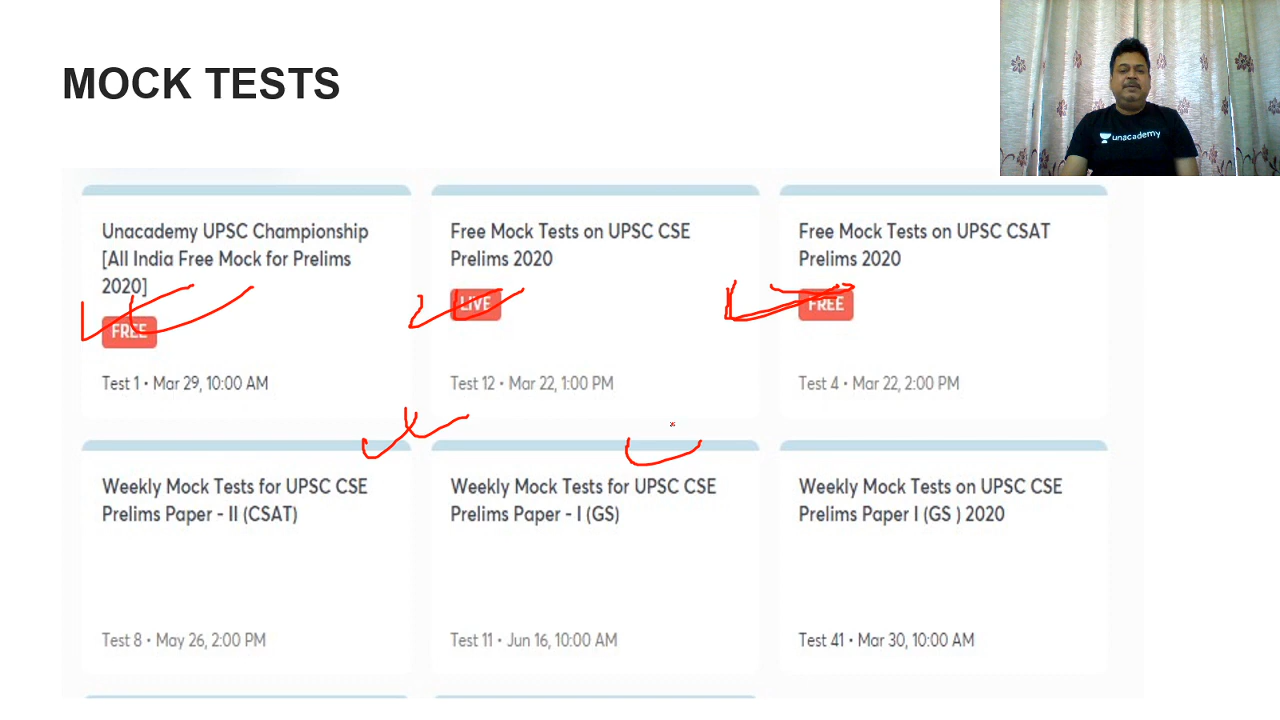 MOCK TESTS
unacademy
Unacademy UPSC Championship
[All India Free Mock for Prelims
2020]
FREE
Test 1 • Mar 29, 10:00 AM
Free Mock Tests on UPSC CSE
Prelims 2020
LIVE
Test 12 • Mar 22, 1:00 PM
Free Mock Tests on UPSC CSAT
Prelims 2020
FREE
Test 4 • Mar 22, 2:00 PM
Weekly Mock Tests for UPSC CSE
Prelims Paper - II (CSAT)
Test 8 • May 26, 2:00 PM
Weekly Mock Tests for UPSC CSE
Prelims Paper - I (GS)
Test 11 • Jun 16, 10:00 AM
Weekly Mock Tests on UPSC CSE
Prelims Paper I (GS ) 2020
Test 41 • Mar 30, 10:00 AM